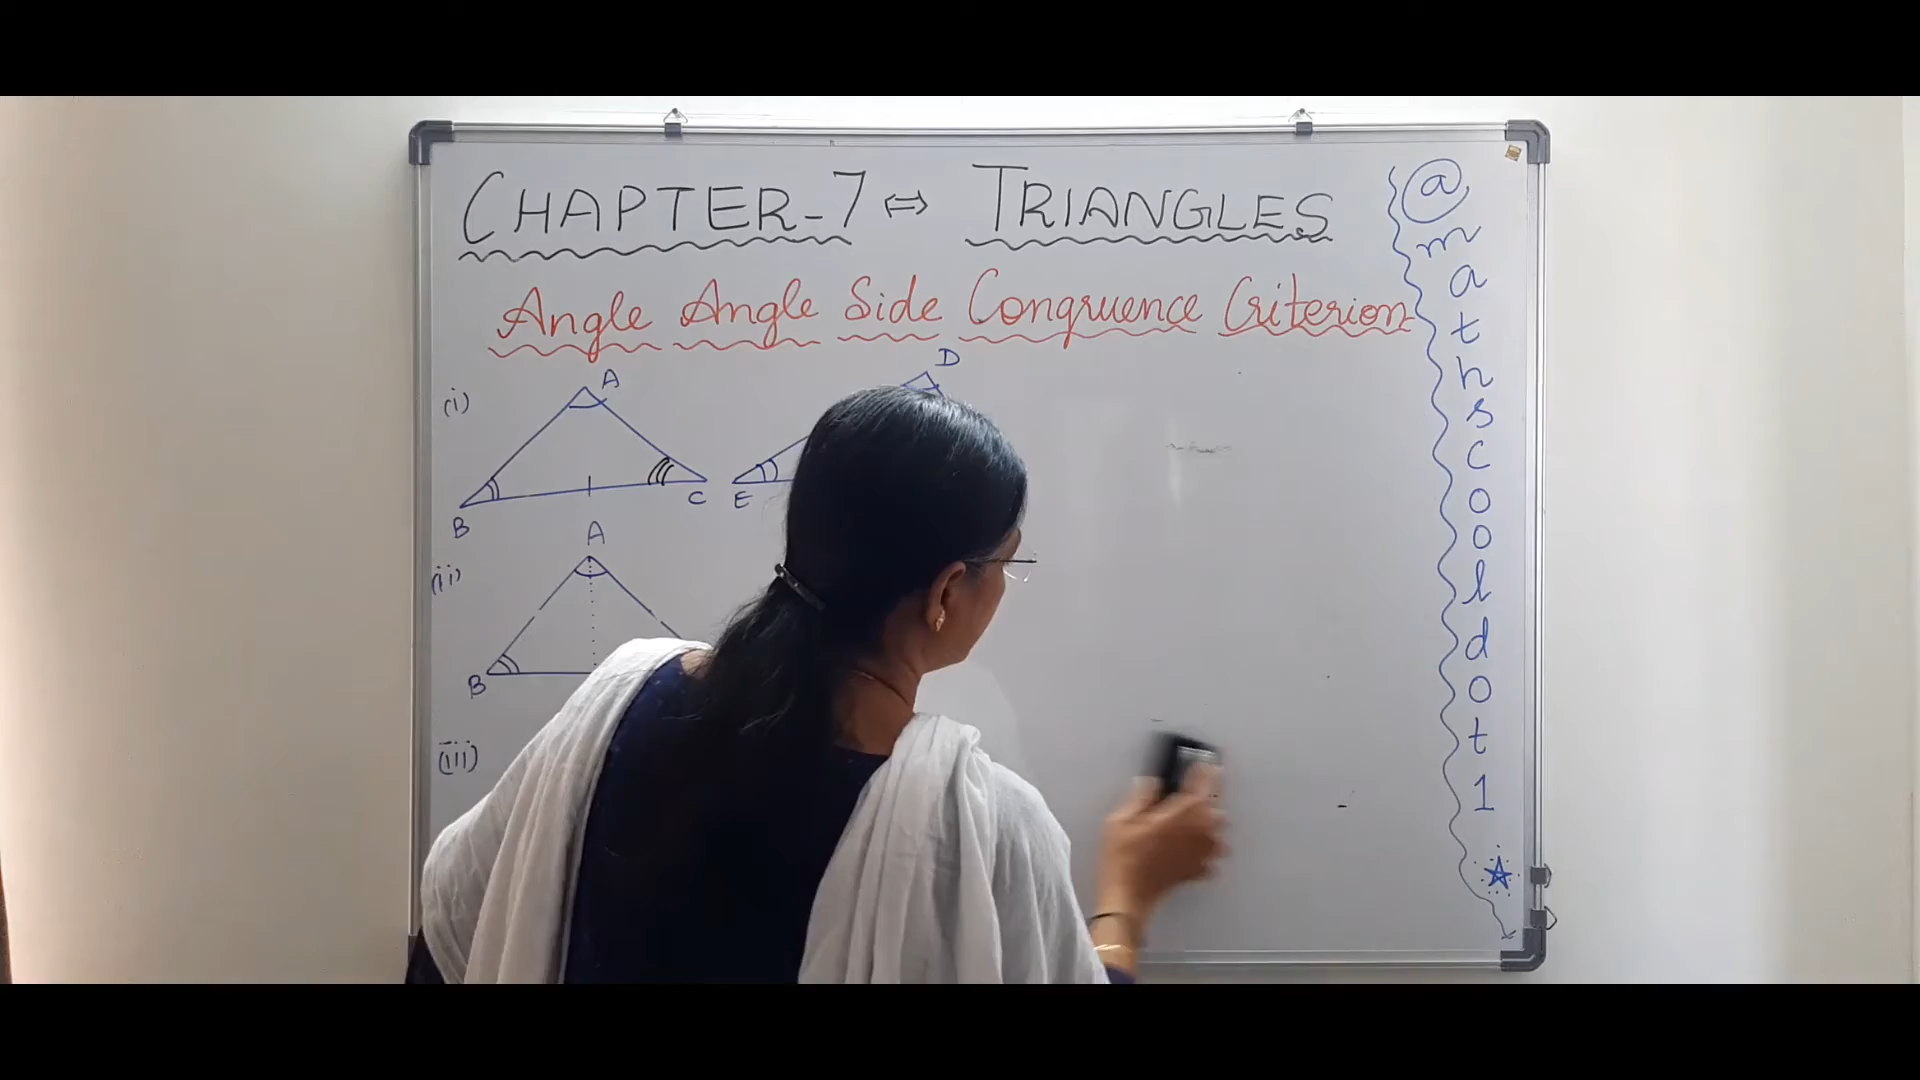 CHAPTER-7 ⇔ TRIANGLES
Angle Angle Side Congruence Criterion
(i)
A
B
C
D
E
(ii)
A
B
(iii)
@mathscooldot1